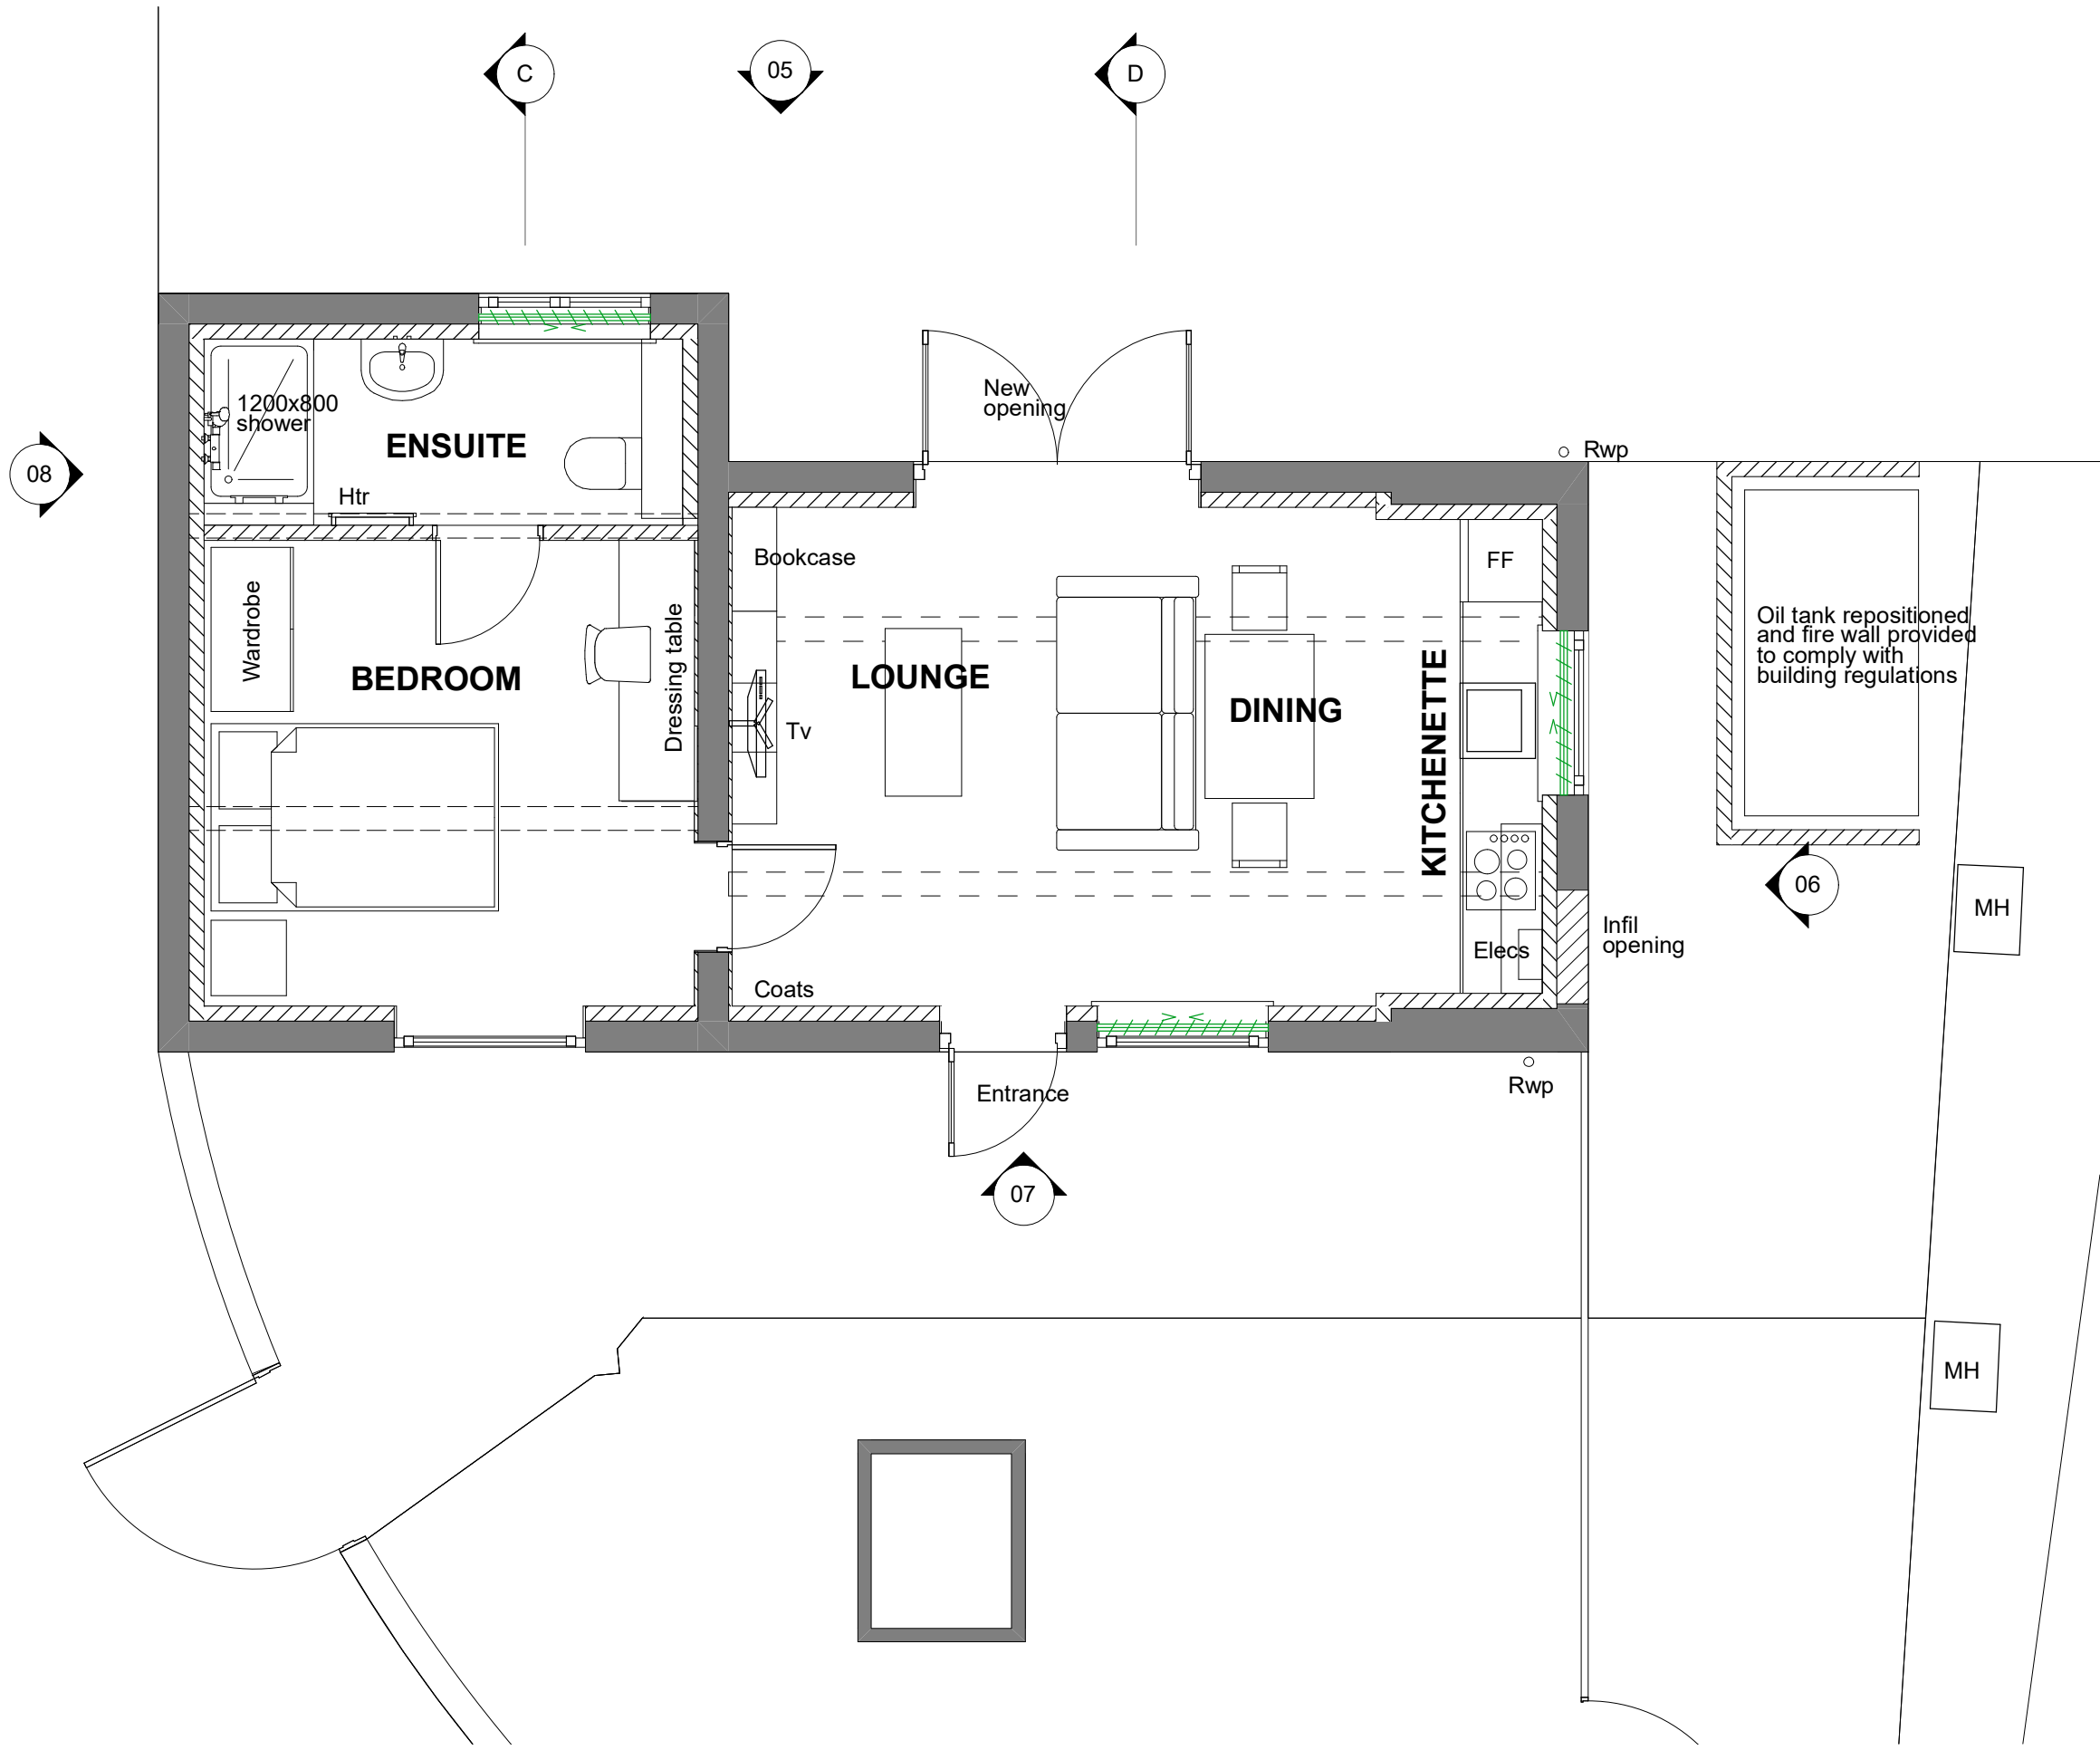 C
05
D
New
opening
1200x800
shower
ENSUITE
Rwp
08
Htr
Bookcase
FF
Wardrobe
BEDROOM
Dressing table
LOUNGE
DINING
KITCHENETTE
Tv
Oil tank repositioned
and fire wall provided
to comply with
building regulations
06
MH
Infil
opening
Elecs
Coats
Entrance
Rwp
07
MH